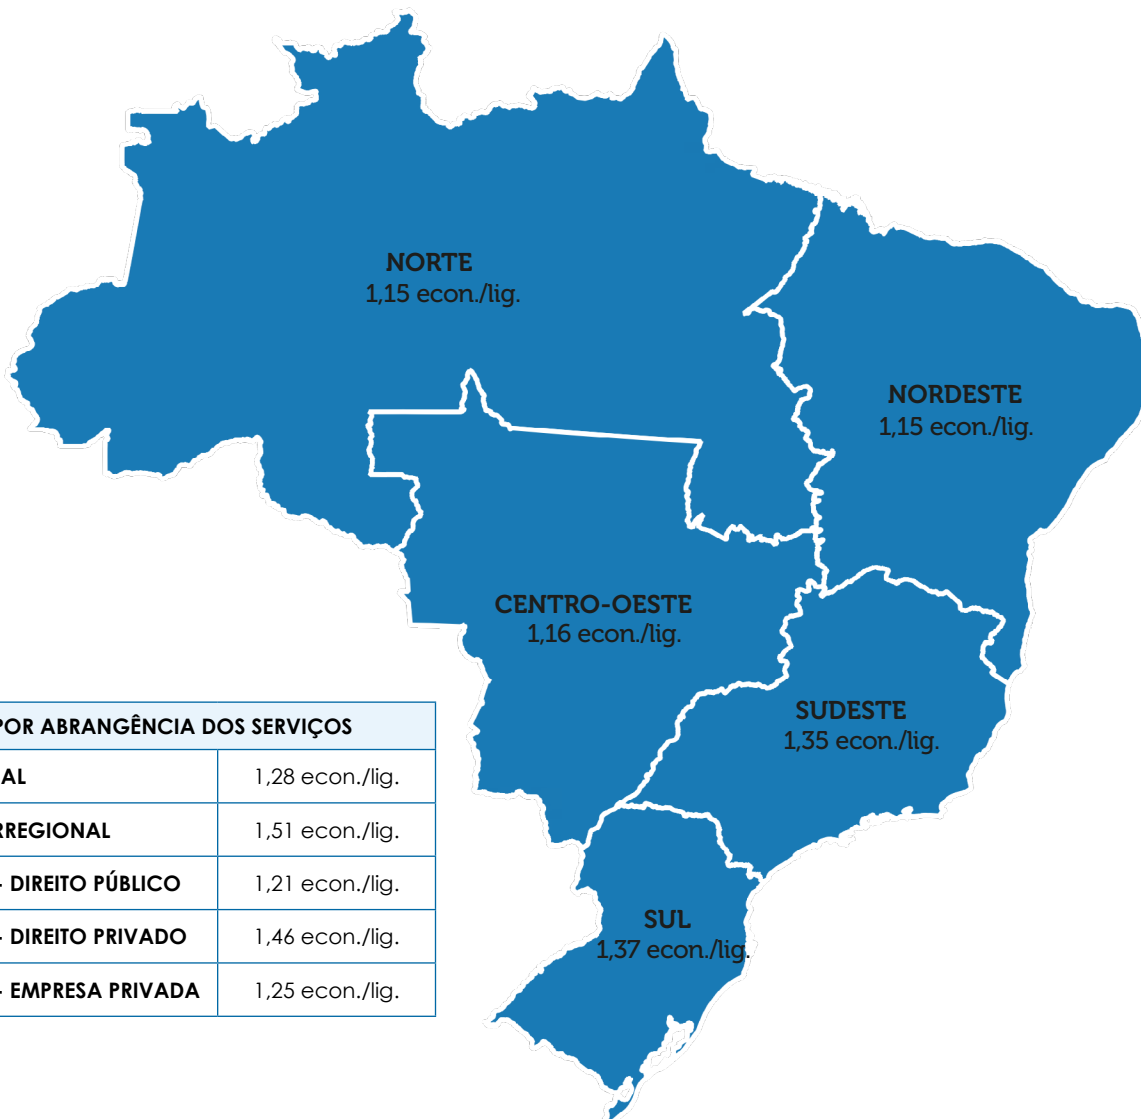 NORTE
1,15 econ./lig.
NORDESTE
1,15 econ./lig.
CENTRO-OESTE
1,16 econ./lig.
SUDESTE
1,35 econ./lig.
SUL
1,37 econ./lig.
POR ABRANGÊNCIA DOS SERVIÇOS
AL 1,28 econ./lig.
RREGIONAL 1,51 econ./lig.
- DIREITO PÚBLICO 1,21 econ./lig.
- DIREITO PRIVADO 1,46 econ./lig.
- EMPRESA PRIVADA 1,25 econ./lig.